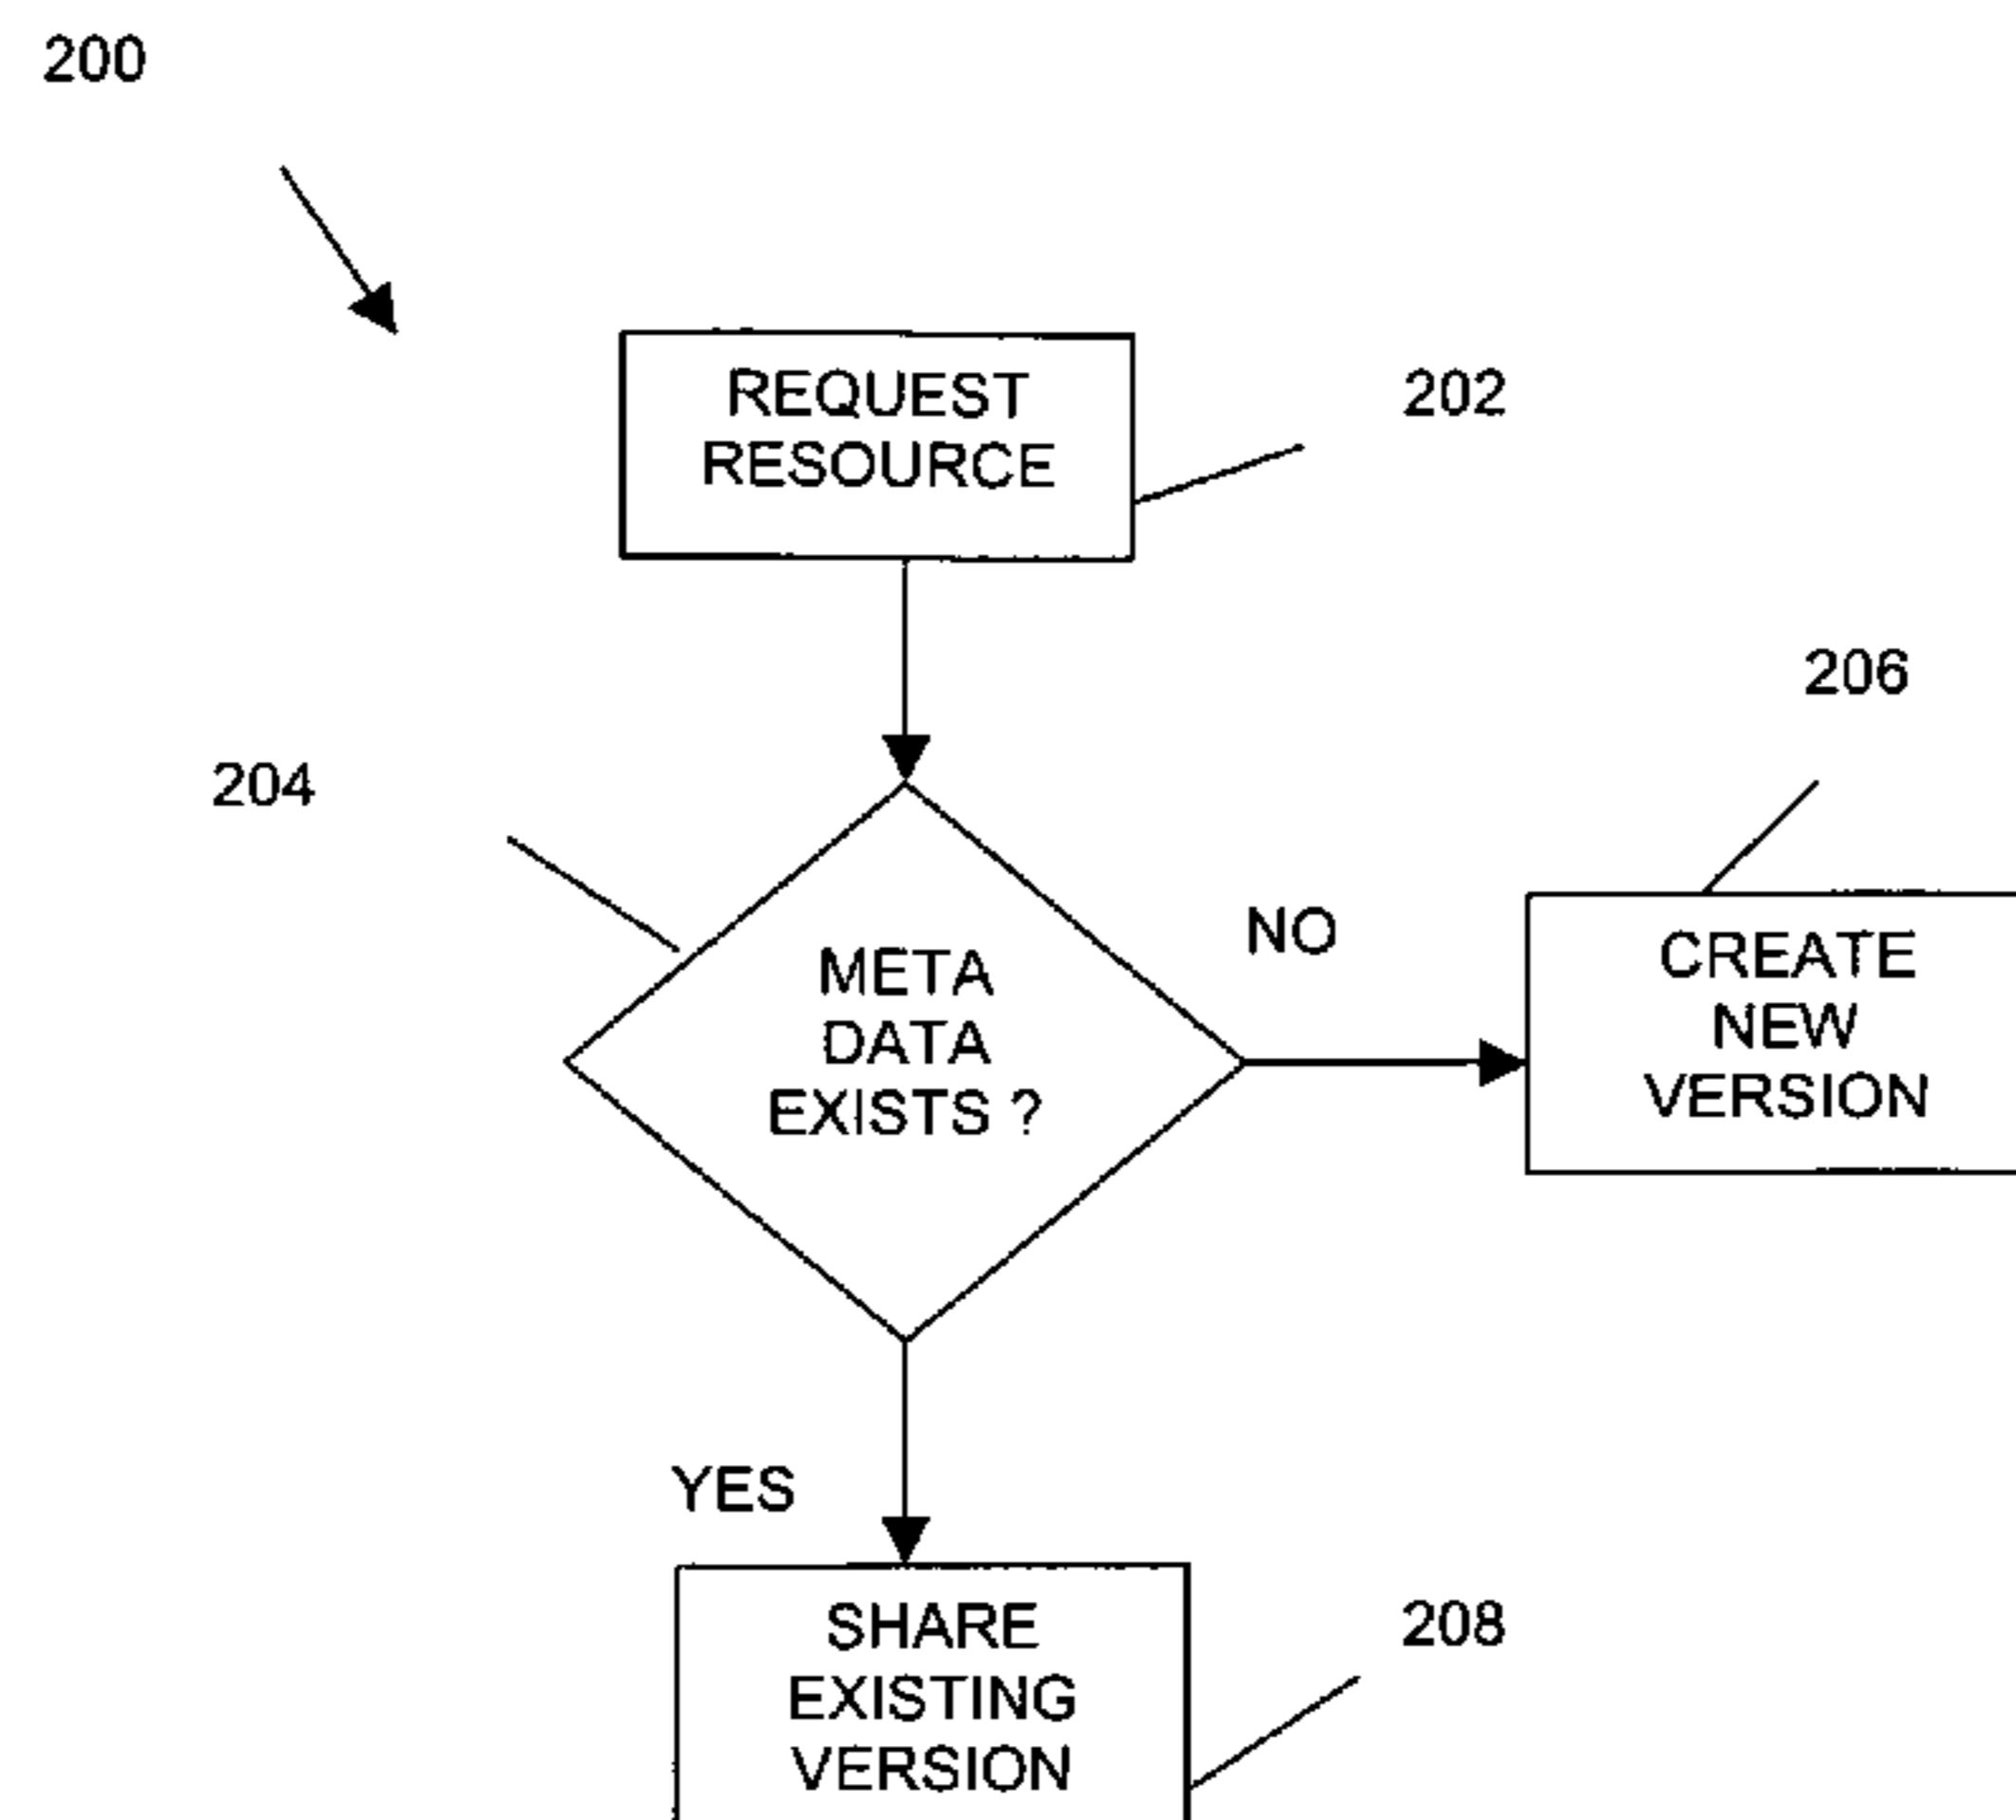 200
REQUEST
RESOURCE
202
206
204
NO
META
DATA
EXISTS ?
CREATE
NEW
VERSION
YES
SHARE
EXISTING
VERSION
208